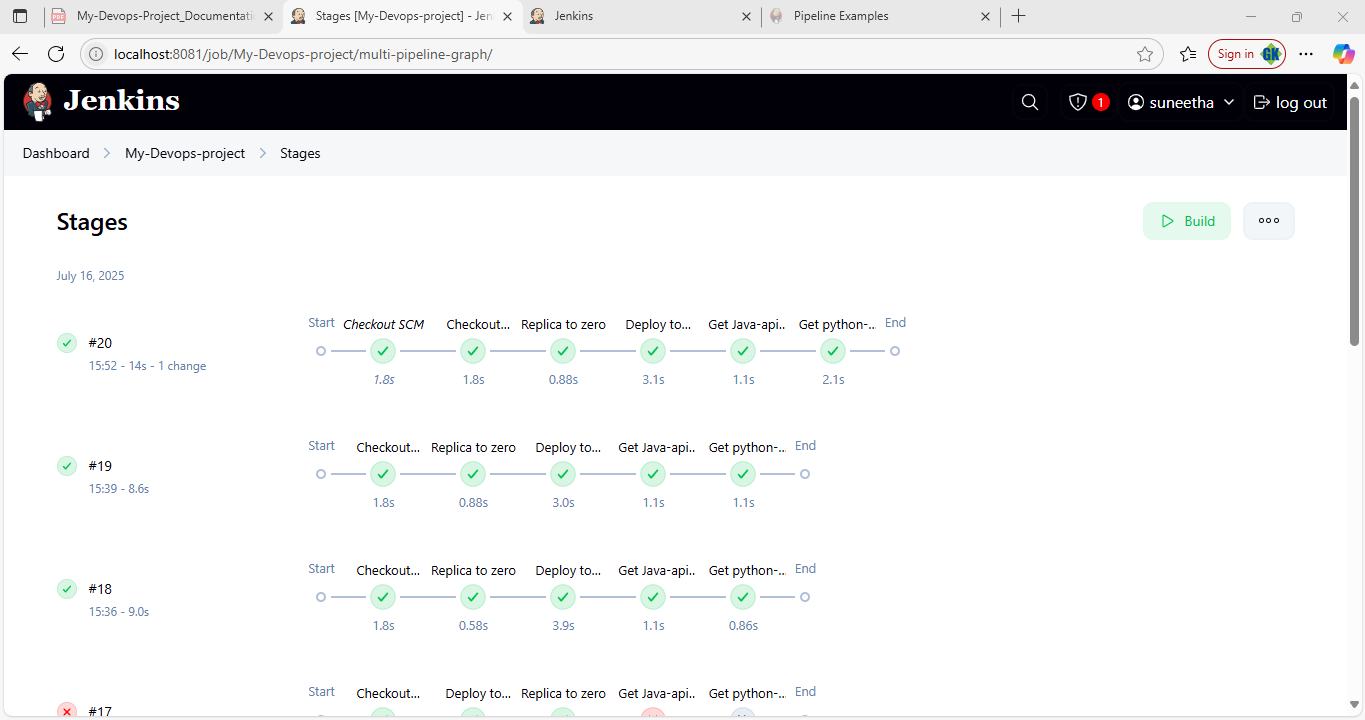 My-Devops-Project_Documentati
Stages [My-Devops-project] - Jen
Jenkins
Pipeline Examples
localhost:8081/job/My-Devops-project/multi-pipeline-graph/
Sign in
GK
Jenkins
1
suneetha
log out
Dashboard
My-Devops-project
Stages
Stages
Build
July 16, 2025
Start Checkout SCM Checkout... Replica to zero Deploy to... Get Java-api.. Get python-... End
#20
15:52 - 14s - 1 change
1.8s 1.8s 0.88s 3.1s 1.1s 2.1s
Start Checkout... Replica to zero Deploy to... Get Java-api.. Get python-... End
#19
15:39 - 8.6s
1.8s 0.88s 3.0s 1.1s 1.1s
Start Checkout... Replica to zero Deploy to... Get Java-api.. Get python-... End
#18
15:36 - 9.0s
1.8s 0.58s 3.9s 1.1s 0.86s
Start Checkout... Deploy to... Replica to zero Get Java-api.. Get python-... End
#17